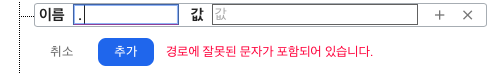 이름 . 값 값
취소 추가 경로에 잘못된 문자가 포함되어 있습니다.